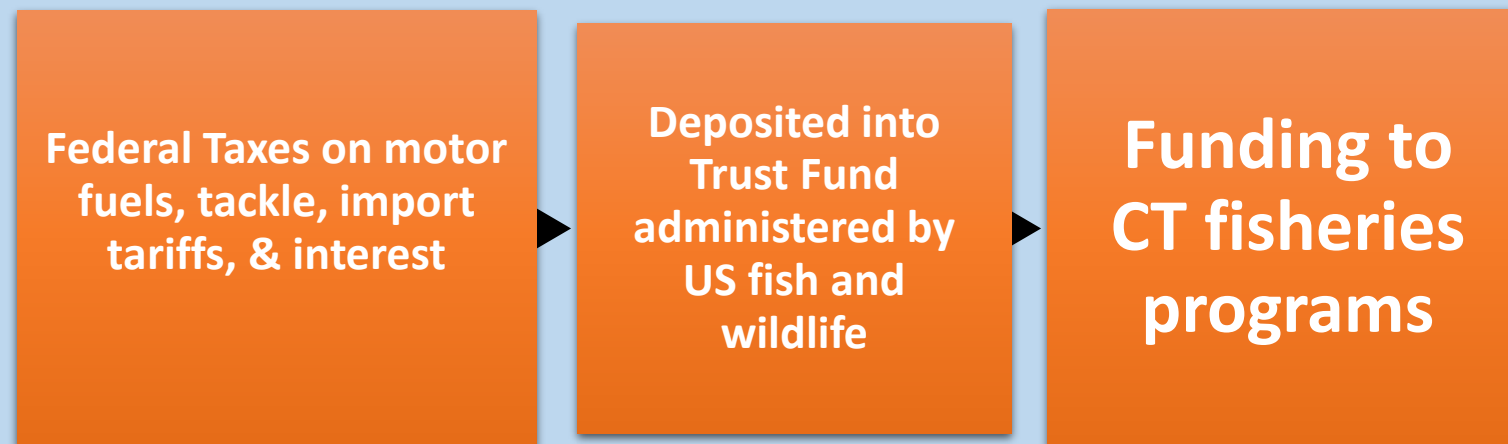 Federal Taxes on motor
fuels, tackle, import
tariffs, & interest
Deposited into
Trust Fund
administered by
US fish and
wildlife
Funding to
CT fisheries
programs